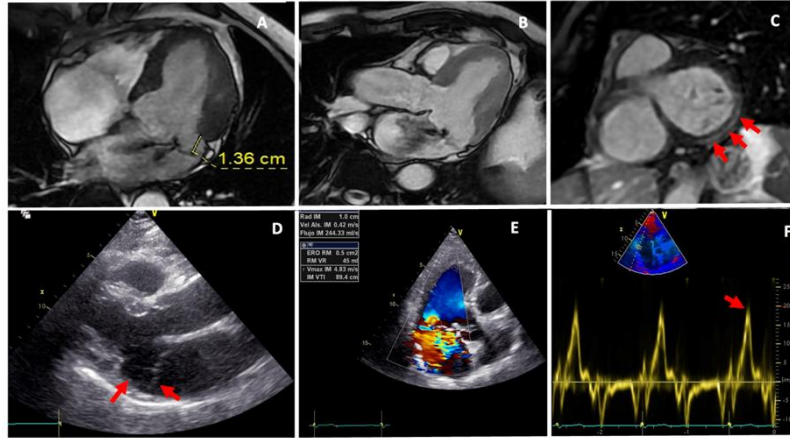 A
B
C
1.36 cm
V
D
Rad IM 1.0 cm
Vel Als. IM 0.42 m/s
Flujo IM 244.33 ml/s
ERO RM 0.5 cm2
RM VR 45 ml
Vmax IM 4.83 m/s
IM VTI 89.4 cm
E
V
V
F